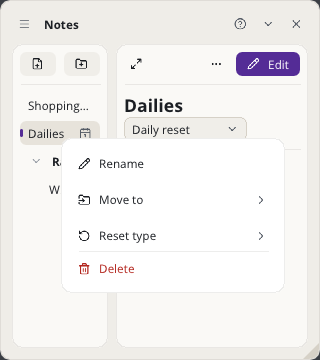 Notes
Edit
Shopping...
Dailies
Dailies
Daily reset
Rename
Move to
Reset type
Delete